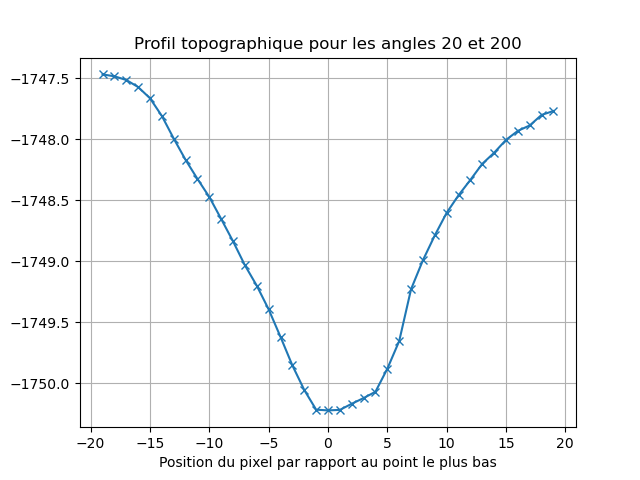 Profil topographique pour les angles 20 et 200
−1747.5
−1748.0
−1748.5
−1749.0
−1749.5
−1750.0
−20 −15 −10 −5 0 5 10 15 20
Position du pixel par rapport au point le plus bas